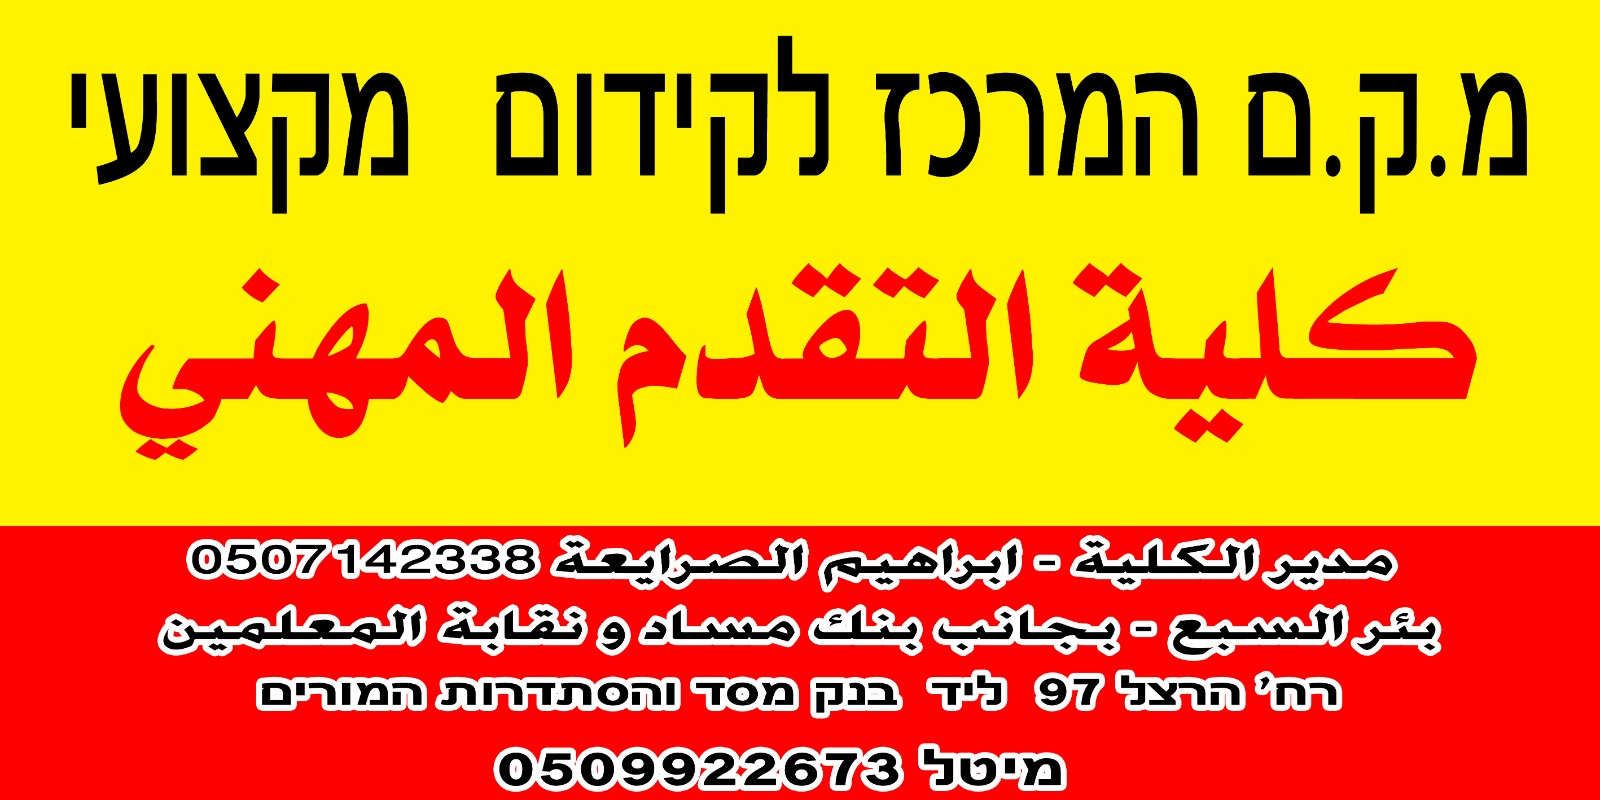 מ.ק.ם המרכז לקידום מקצועי
كلية التقدم المهني
مدير الكلية - ابراهيم الصرايعة 0507142338
بئر السبع - بجانب بنك مساد و نقابة المعلمين
רח' הרצל 97 ליד בנק מסד והסתדרות המורים
מיטל 0509922673